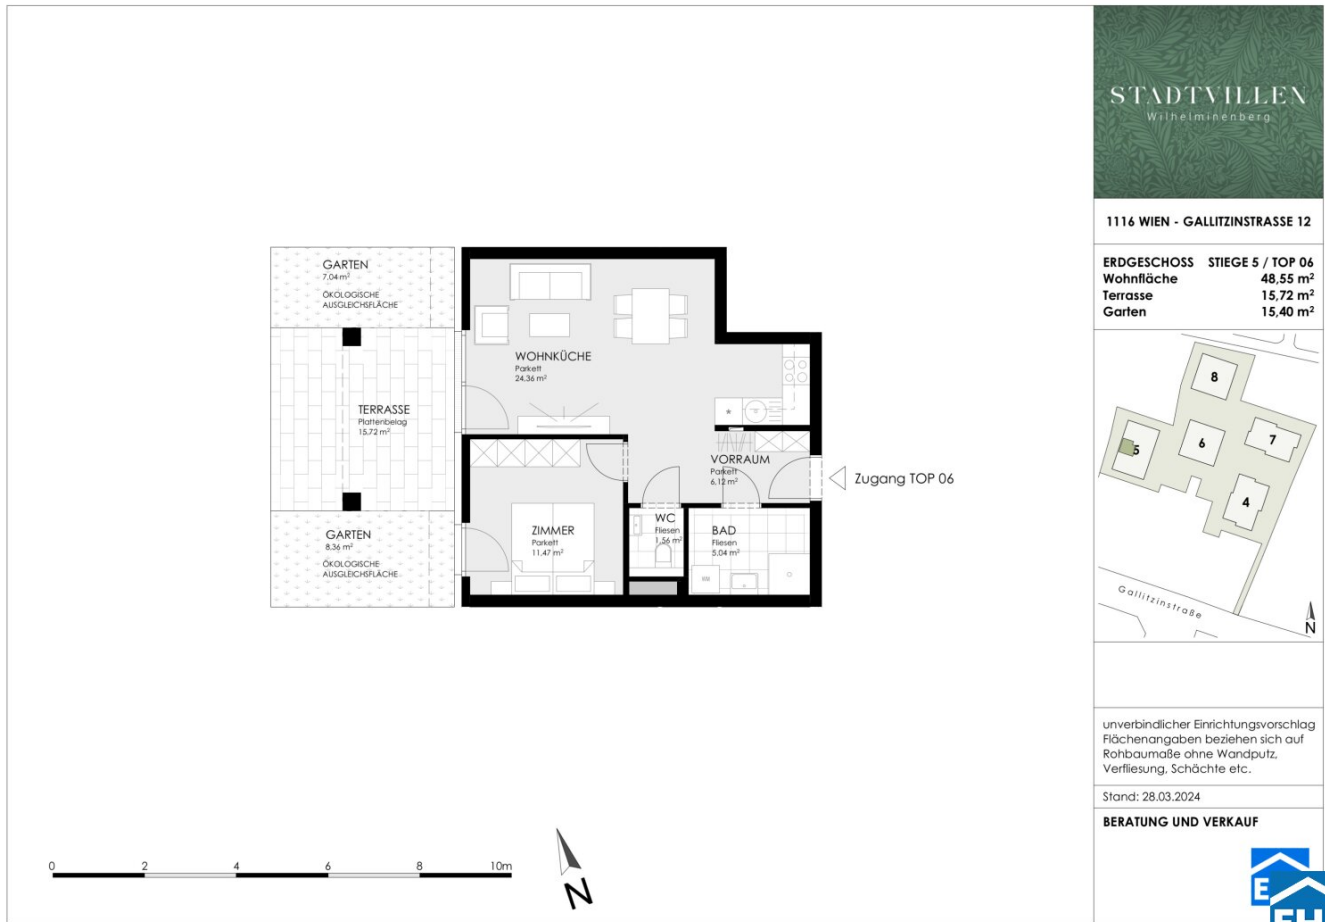 GARTEN
7,04 m²
ÖKOLOGISCHE
AUSGLEICHSFLÄCHE
WOHNKÜCHE
Parkett
24,36 m²
TERRASSE
Plattenbelag
15,72 m²
VORRAUM
Parkett
6,12 m²
Zugang TOP 06
GARTEN
8,36 m²
ÖKOLOGISCHE
AUSGLEICHSFLÄCHE
ZIMMER
Parkett
11,47 m²
WC
Fliesen
1,56 m²
BAD
Fliesen
5,04 m²
0 2 4 6 8 10m
N
STADTVILLEN
Wilhelminenberg
1116 WIEN - GALLITZINSTRASSE 12
ERDGESCHOSS STIEGE 5 / TOP 06
Wohnfläche 48,55 m²
Terrasse 15,72 m²
Garten 15,40 m²
8
5
6
7
4
Gallitzinstraße
N
unverbindlicher Einrichtungsvorschlag
Flächenangaben beziehen sich auf
Rohbaumaße ohne Wandputz,
Verfliesung, Schächte etc.
Stand: 28.03.2024
BERATUNG UND VERKAUF
E
EH